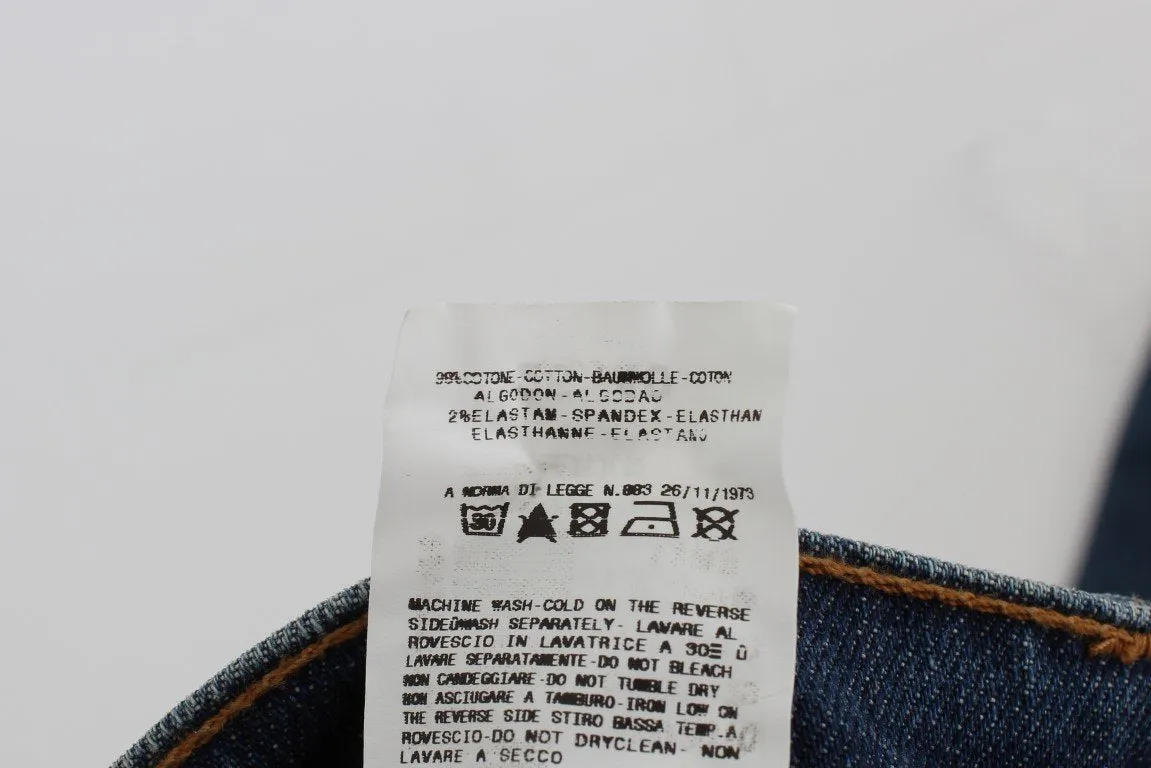 98%COTONE-COTTON-BAUMWOLLE-COTON
ALGODON-ALGODAO
2%ELASTAM-SPANDEX-ELASTHAN
ELASTHANNE-ELASTANO
A NORMA DI LEGGE N.883 26/11/1973
30
MACHINE WASH-COLD ON THE REVERSE
SIDEÛWASH SEPARATELY- LAVARE AL
ROVESCIO IN LAVATRICE A 30Ξ Û
LAVARE SEPARATAMENTE-DO NOT BLEACH
NON CANDEGGIARE-DO NOT TUMBLE DRY
NON ASCIUGARE A TAMBURO-IRON LOW ON
THE REVERSE SIDE STIRO BASSA TEMP.A
ROVESCIO-DO NOT DRYCLEAN- NON
LAVARE A SECCO